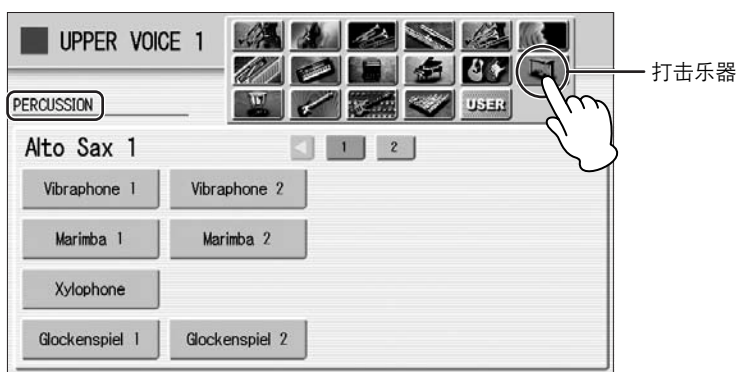 UPPER VOICE 1
USER
打击乐器
PERCUSSION
Alto Sax 1
1 2
Vibraphone 1 Vibraphone 2
Marimba 1 Marimba 2
Xylophone
Glockenspiel 1 Glockenspiel 2